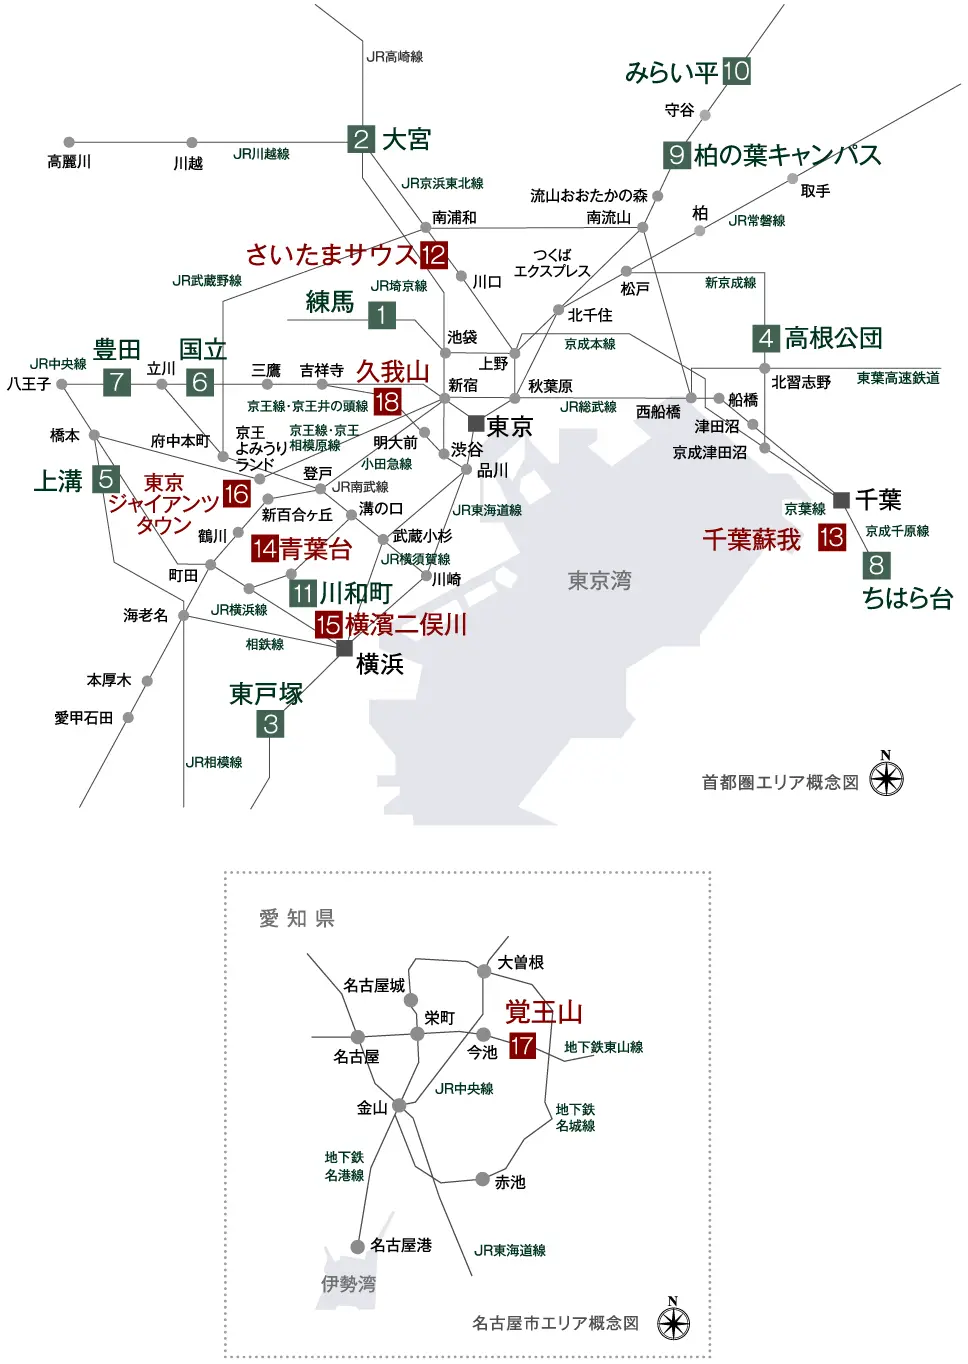 JR高崎線
みらい平 10
守谷
2 大宮
高麗川
川越
JR川越線
9 柏の葉キャンパス
JR京浜東北線
流山おおたかの森
取手
南浦和
南流山
柏
JR常磐線
さいたまサウス 12
つくば
エクスプレス
JR武蔵野線
JR埼京線
川口
松戸
新京成線
練馬
1
北千住
4 高根公団
池袋
上野
京成本線
豊田
国立
JR中央線
八王子
7
立川
6
三鷹
吉祥寺
久我山
18
新宿
秋葉原
北習志野
東葉高速鉄道
京王線・京王井の頭線
JR総武線
西船橋
船橋
橋本
府中本町
京王
よみうり
ランド
京王線・京王
相模原線
明大前
東京
津田沼
渋谷
京成津田沼
小田急線
上溝
5
東京
ジャイアンツ
タウン
16
登戸
品川
JR南武線
千葉
新百合ヶ丘
溝の口
JR東海道線
京葉線
鶴川
武蔵小杉
千葉蘇我 13
京成千原線
14 青葉台
JR横須賀線
8
町田
川崎
東京湾
11 川和町
ちはら台
海老名
JR横浜線
15 横濱二俣川
相鉄線
横浜
本厚木
東戸塚
3
愛甲石田
JR相模線
首都圏エリア概念図
N
愛知県
大曽根
名古屋城
栄町
覚王山
名古屋
今池
17
地下鉄東山線
JR中央線
金山
地下鉄
名城線
地下鉄
名港線
赤池
名古屋港
JR東海道線
伊勢湾
名古屋市エリア概念図
N